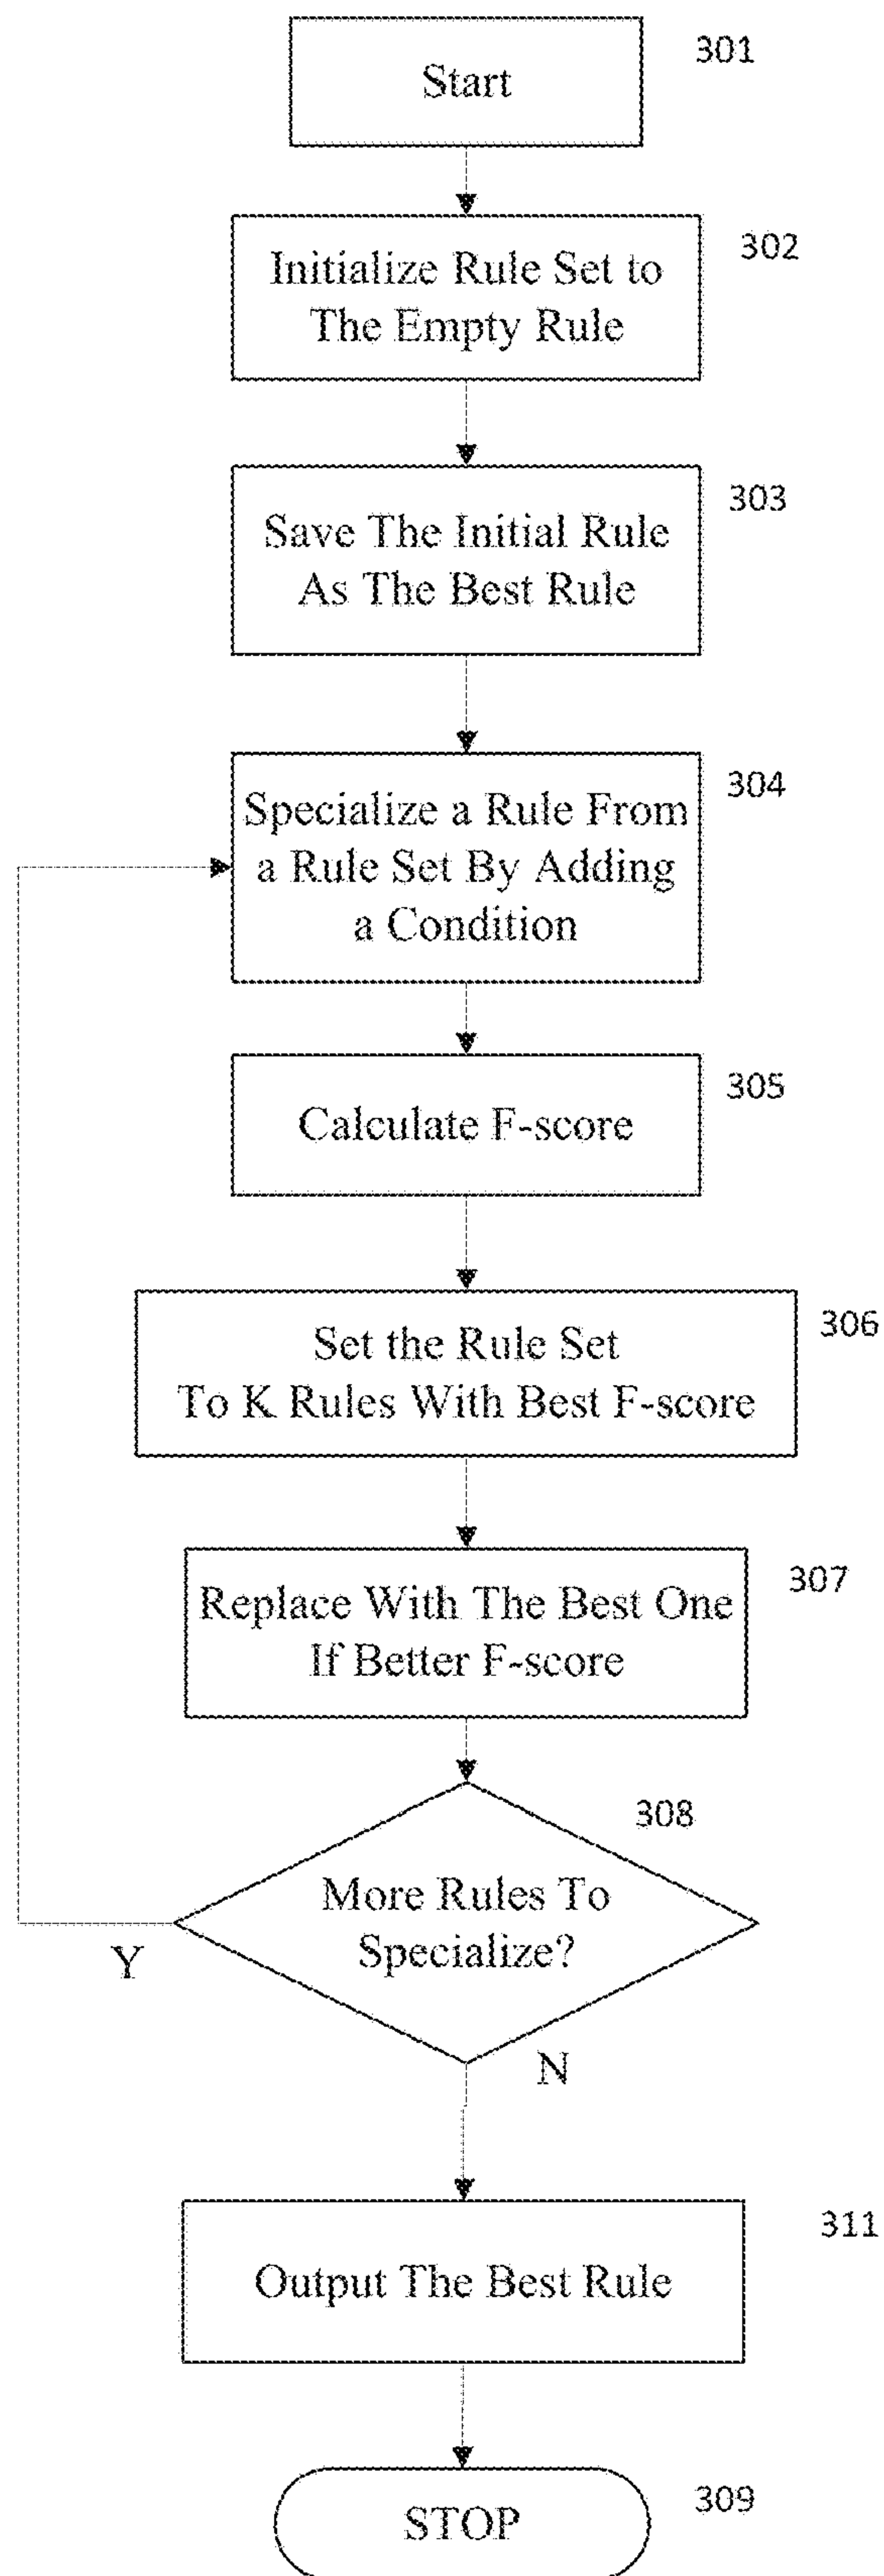 Start
301
Initialize Rule Set to
The Empty Rule
302
Save The Initial Rule
As The Best Rule
303
Specialize a Rule From
a Rule Set By Adding
a Condition
304
Calculate F-score
305
Set the Rule Set
To K Rules With Best F-score
306
Replace With The Best One
If Better F-score
307
308
More Rules To
Specialize?
Y
N
Output The Best Rule
311
STOP
309